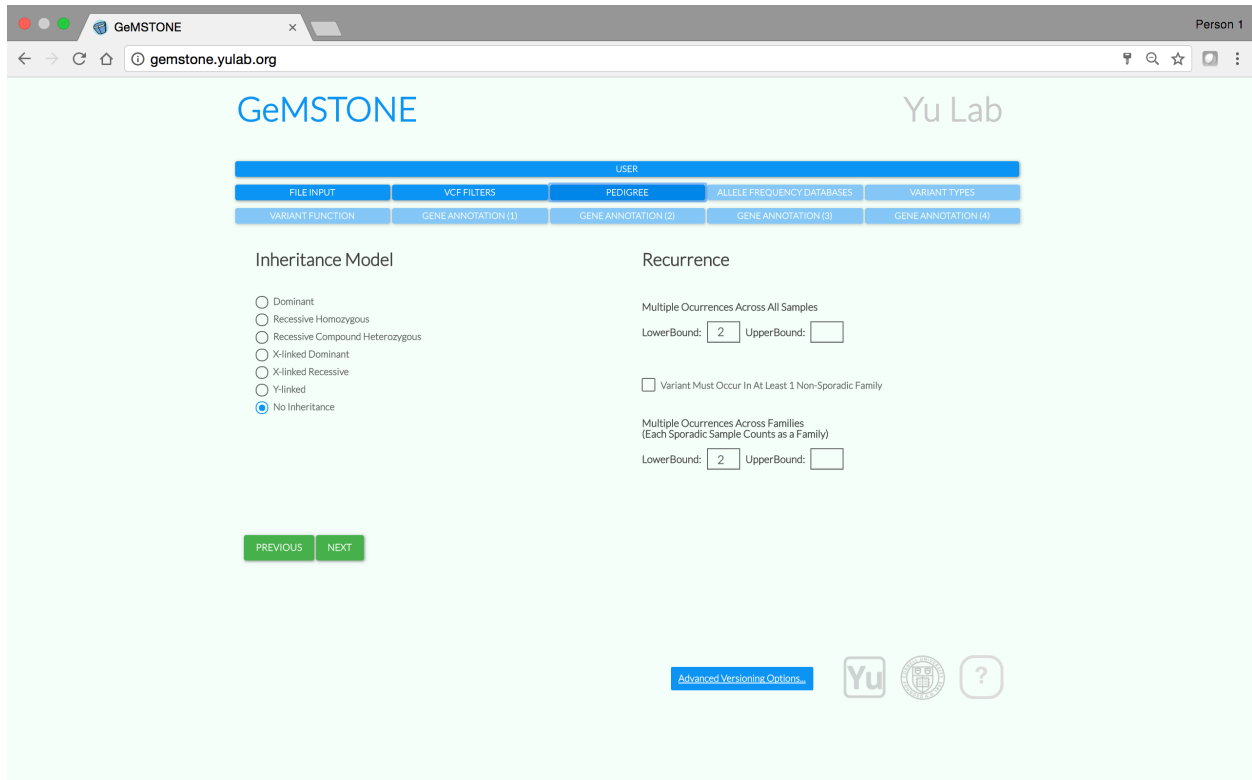 GeMSTONE
Person 1
gemstone.yulab.org
GeMSTONE
Yu Lab
USER
FILE INPUT
VCF FILTERS
PEDIGREE
ALLELE FREQUENCY DATABASES
VARIANT TYPES
VARIANT FUNCTION
GENE ANNOTATION (1)
GENE ANNOTATION (2)
GENE ANNOTATION (3)
GENE ANNOTATION (4)
Inheritance Model
Dominant
Recessive Homozygous
Recessive Compound Heterozygous
X-linked Dominant
X-linked Recessive
Y-linked
No Inheritance
Recurrence
Multiple Ocurrences Across All Samples
LowerBound: 2 UpperBound:
Variant Must Occur In At Least 1 Non-Sporadic Family
Multiple Ocurrences Across Families
(Each Sporadic Sample Counts as a Family)
LowerBound: 2 UpperBound:
PREVIOUS
NEXT
Advanced Versioning Options...
Yu
?